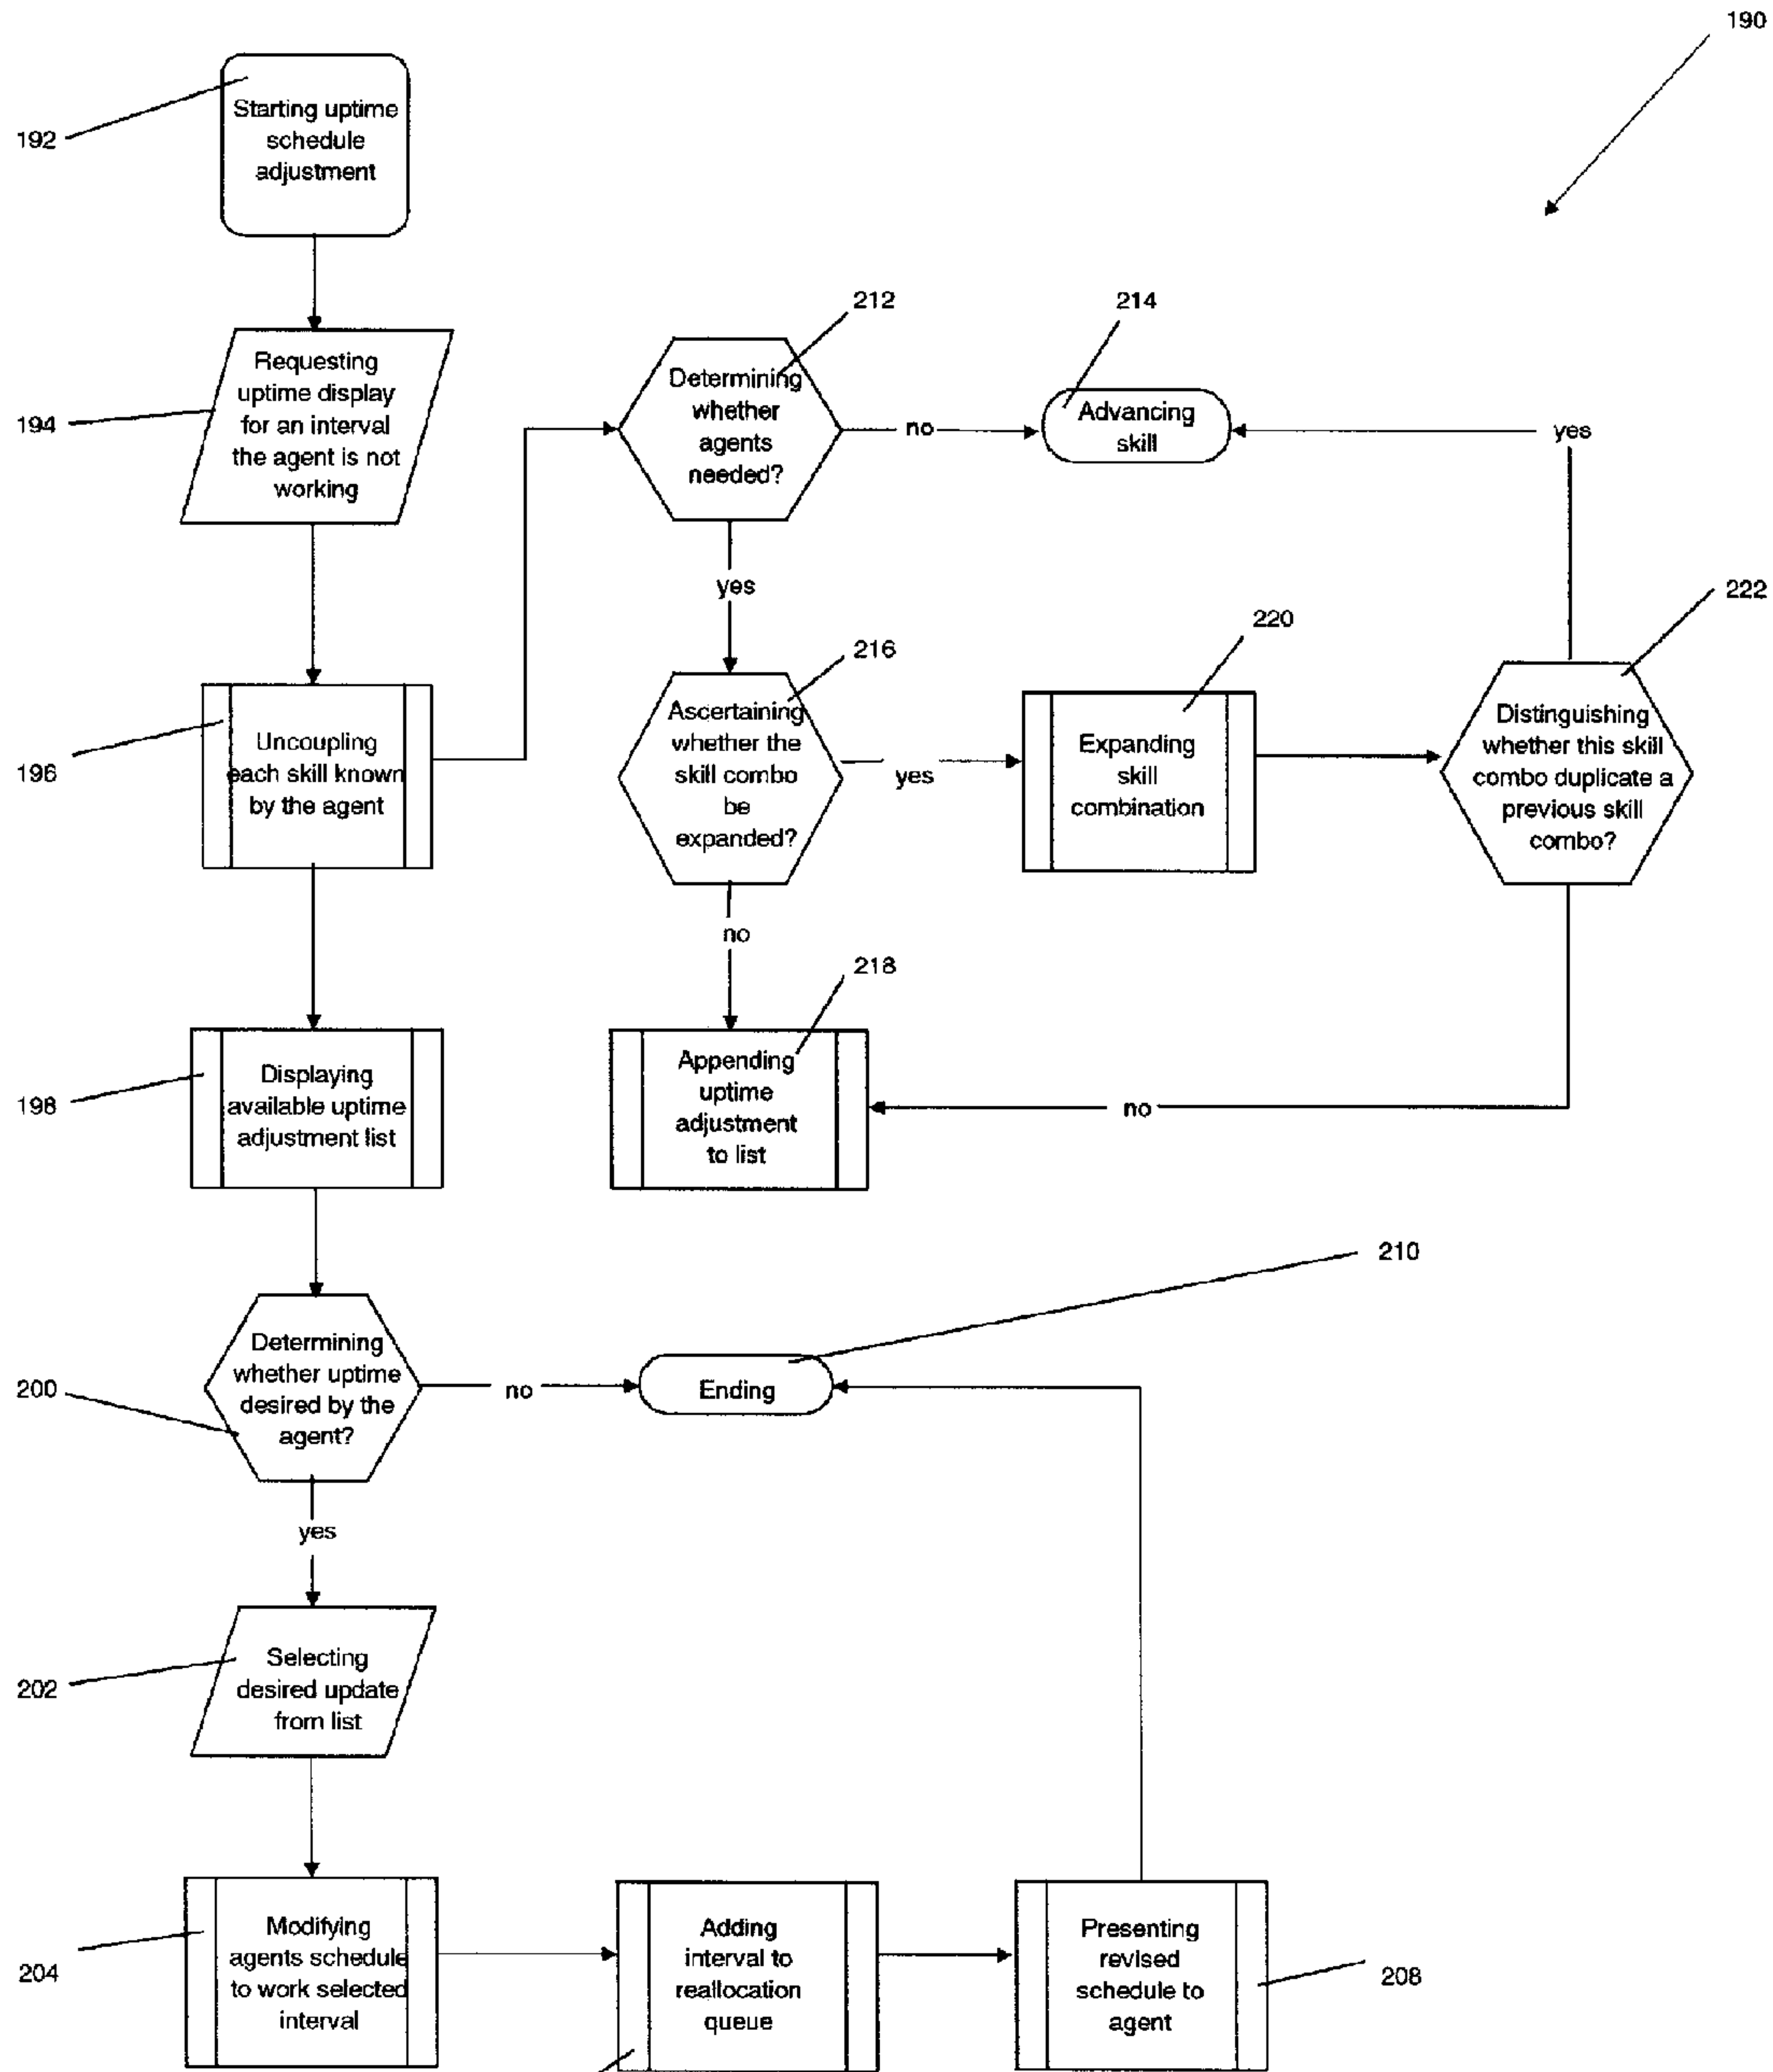 190
Starting uptime
schedule
adjustment
192
Requesting
uptime display
for an interval
the agent is not
working
194
212
Determining
whether
agents
needed?
no
214
Advancing
skill
yes
yes
222
Uncoupling
each skill known
by the agent
196
216
Ascertaining
whether the
skill combo
be
expanded?
yes
220
Expanding
skill
combination
Distinguishing
whether this skill
combo duplicate a
previous skill
combo?
no
218
Displaying
available uptime
adjustment list
198
Appending
uptime
adjustment
to list
no
210
Determining
whether uptime
desired by the
agent?
200
no
Ending
yes
Selecting
desired update
from list
202
Modifying
agents schedule
to work selected
interval
204
Adding
interval to
reallocation
queue
Presenting
revised
schedule to
agent
208